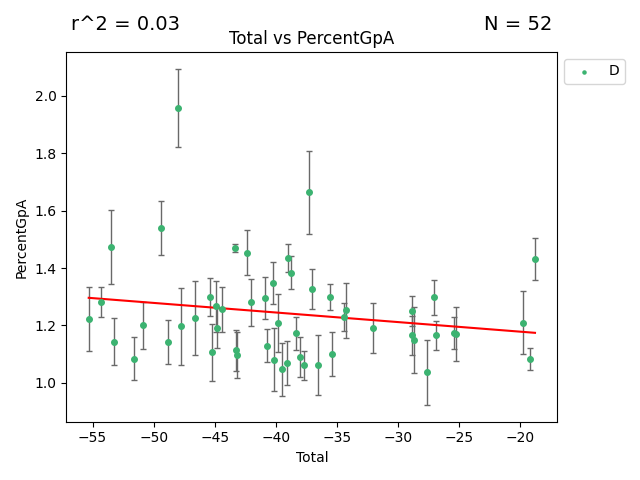 r^2 = 0.03
N = 52
Total vs PercentGpA
D
PercentGpA
2.0
1.8
1.6
1.4
1.2
1.0
−55 −50 −45 −40 −35 −30 −25 −20
Total